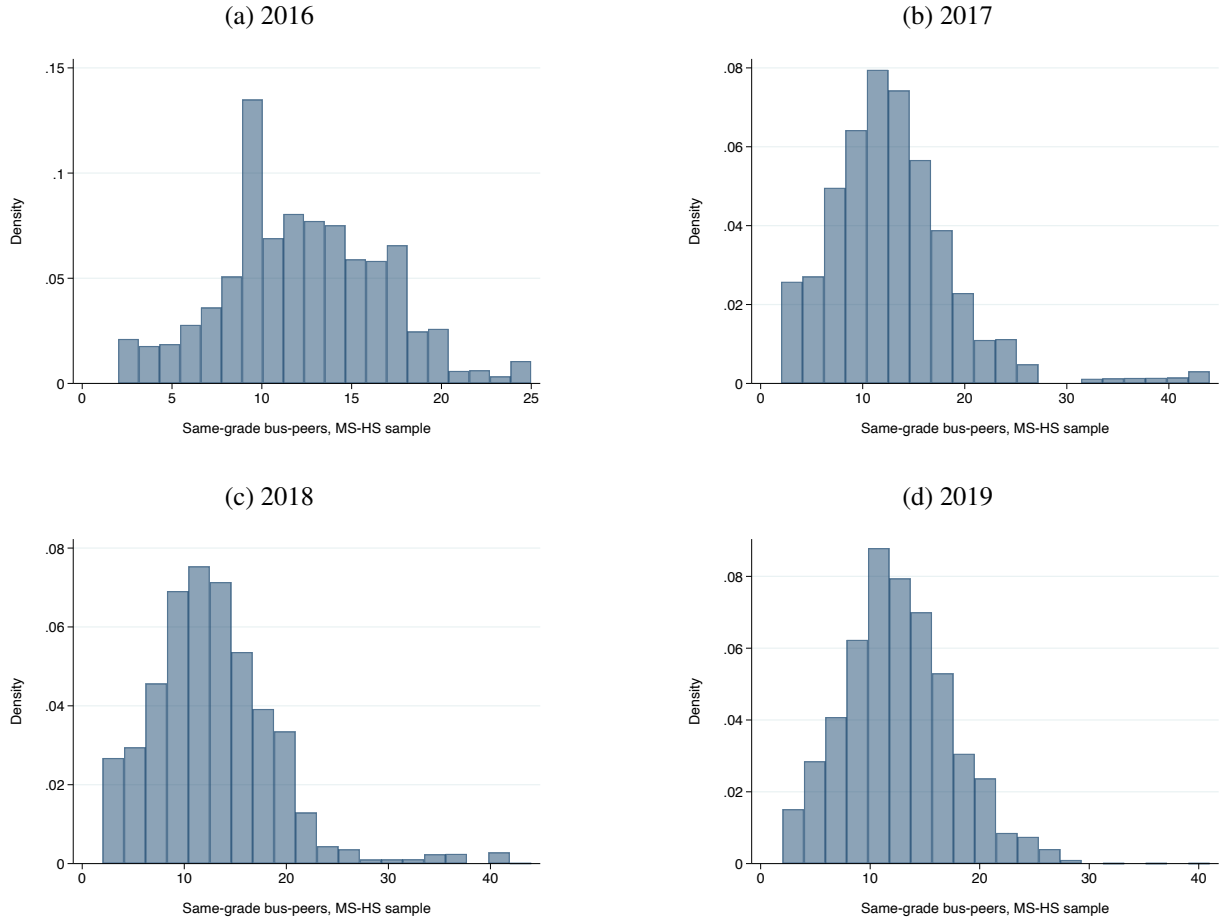 (a) 2016
.15
.1
.05
0
Density
0 5 10 15 20 25
Same-grade bus-peers, MS-HS sample
(b) 2017
.08
.06
.04
.02
0
Density
0 10 20 30 40
Same-grade bus-peers, MS-HS sample
(c) 2018
.08
.06
.04
.02
0
Density
0 10 20 30 40
Same-grade bus-peers, MS-HS sample
(d) 2019
.08
.06
.04
.02
0
Density
0 10 20 30 40
Same-grade bus-peers, MS-HS sample